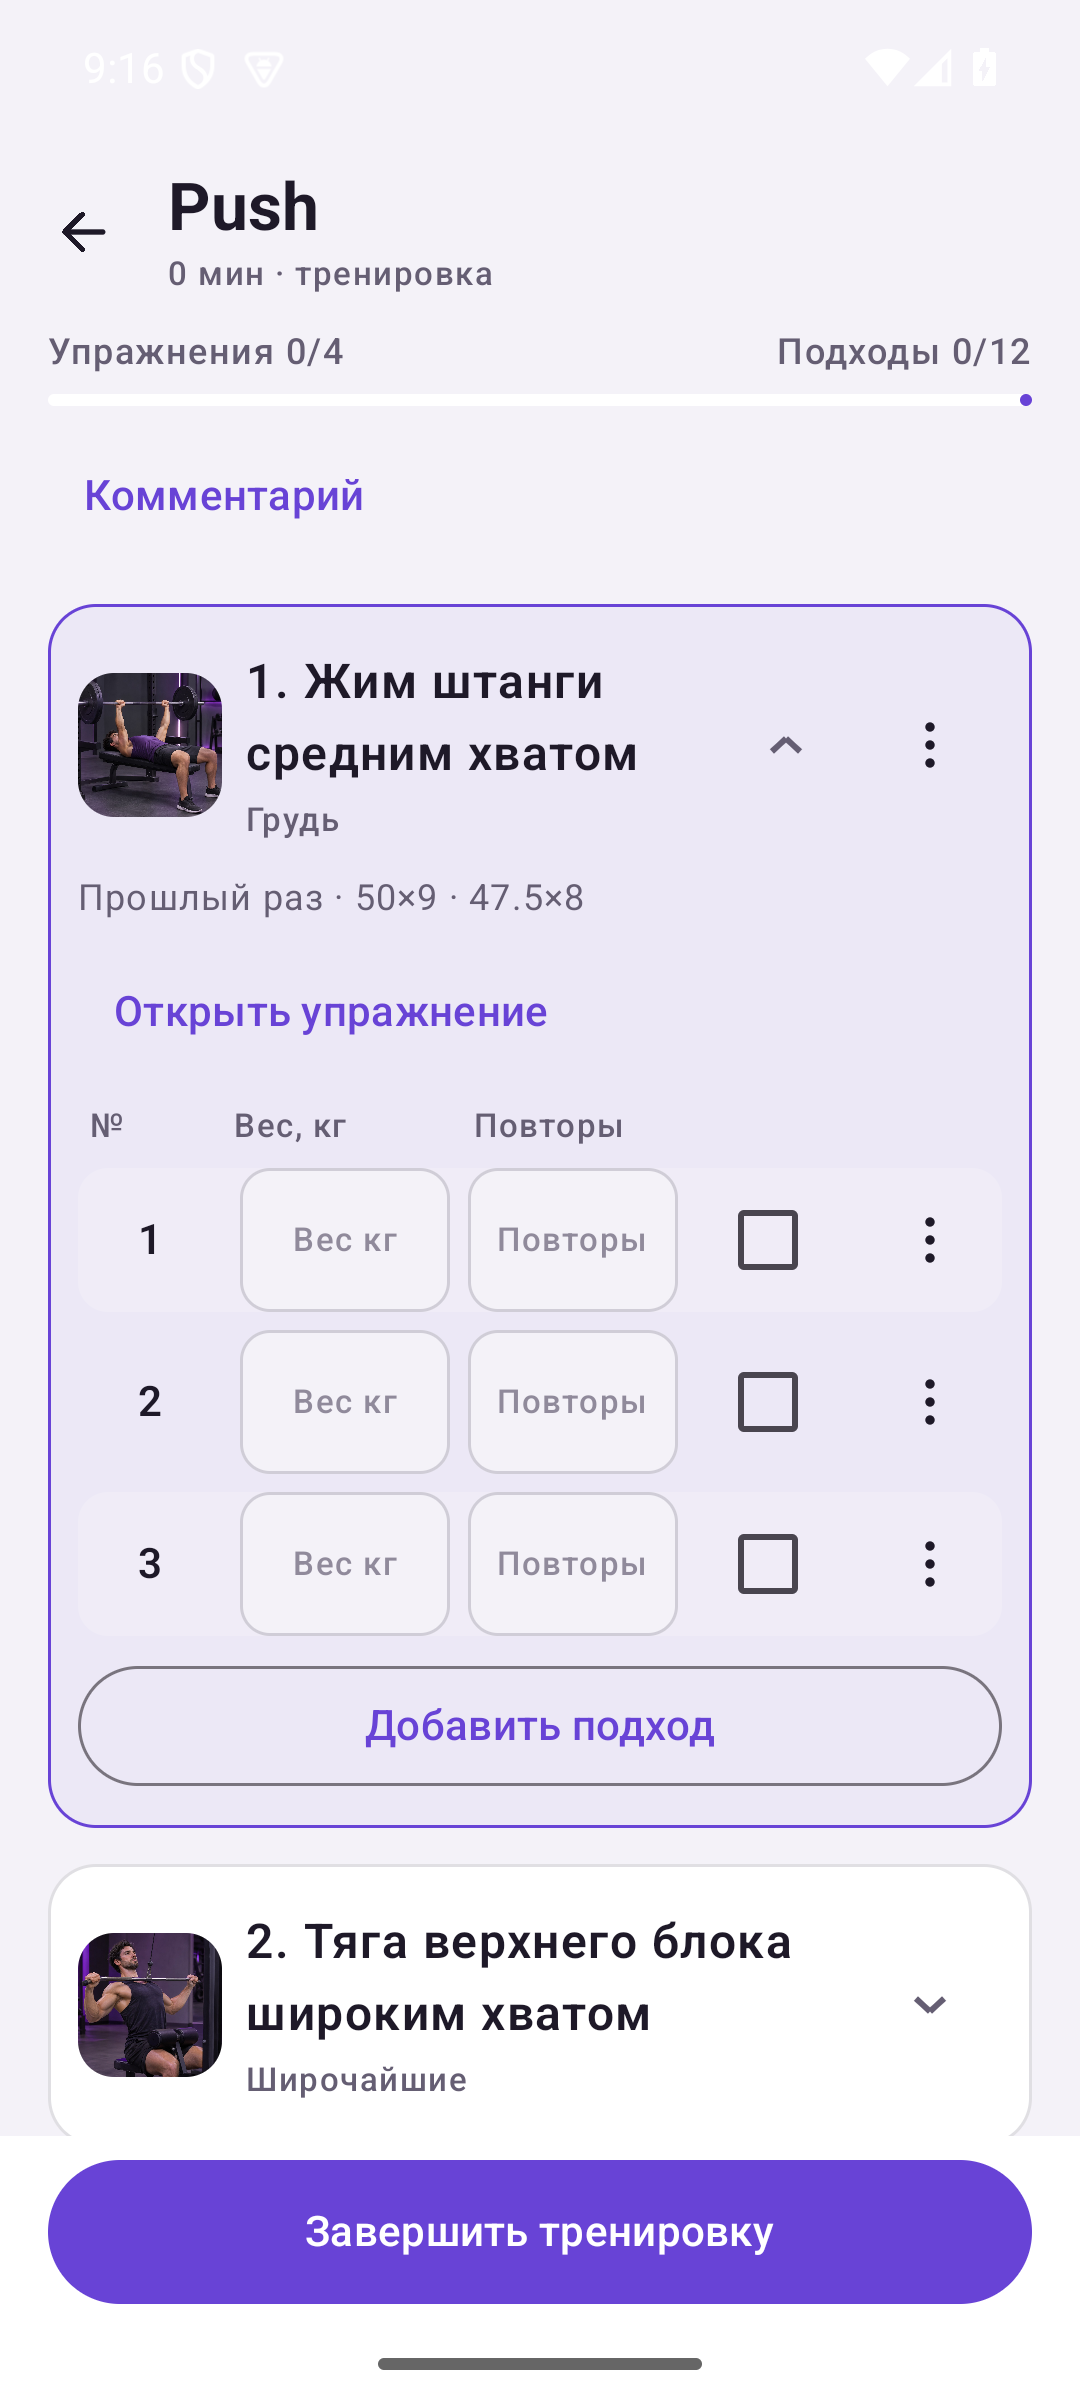 9:16
Push
0 мин · тренировка
Упражнения 0/4 Подходы 0/12
Комментарий
1. Жим штанги
средним хватом
Грудь
Прошлый раз · 50×9 · 47.5×8
Открыть упражнение
№ Вес, кг Повторы
1 Вес кг Повторы
2 Вес кг Повторы
3 Вес кг Повторы
Добавить подход
2. Тяга верхнего блока
широким хватом
Широчайшие
Завершить тренировку